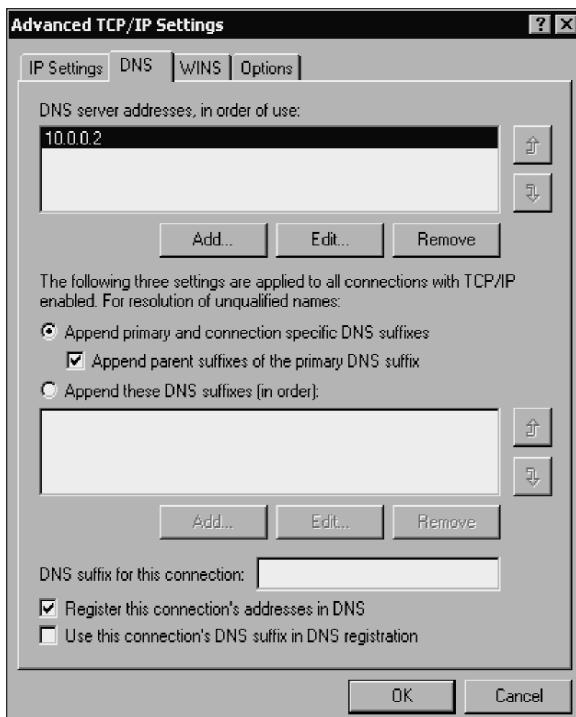 Advanced TCP/IP Settings
IP Settings DNS WINS Options
DNS server addresses, in order of use:
10.0.0.2
Add... Edit... Remove
The following three settings are applied to all connections with TCP/IP
enabled. For resolution of unqualified names:
Append primary and connection specific DNS suffixes
Append parent suffixes of the primary DNS suffix
Append these DNS suffixes (in order):
Add... Edit... Remove
DNS suffix for this connection:
Register this connection's addresses in DNS
Use this connection's DNS suffix in DNS registration
OK Cancel